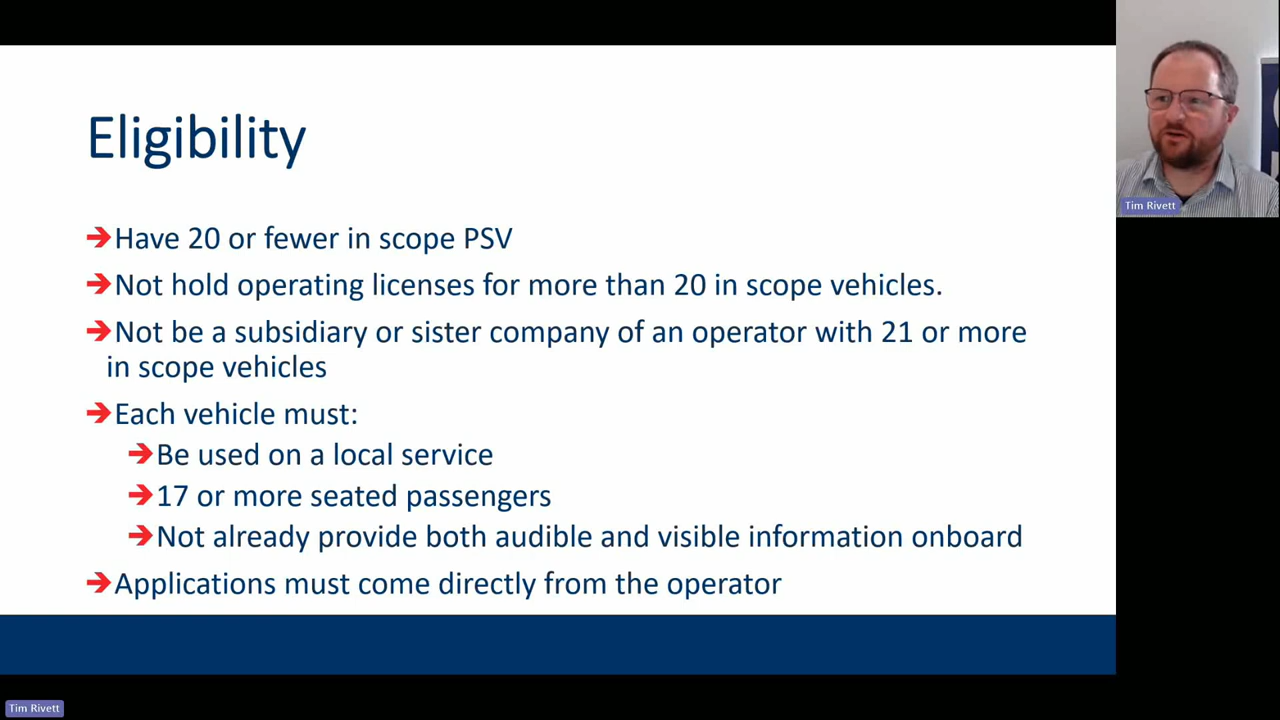 Eligibility
Have 20 or fewer in scope PSV
Not hold operating licenses for more than 20 in scope vehicles.
Not be a subsidiary or sister company of an operator with 21 or more
in scope vehicles
Each vehicle must:
Be used on a local service
17 or more seated passengers
Not already provide both audible and visible information onboard
Applications must come directly from the operator
Tim Rivett
Tim Rivett